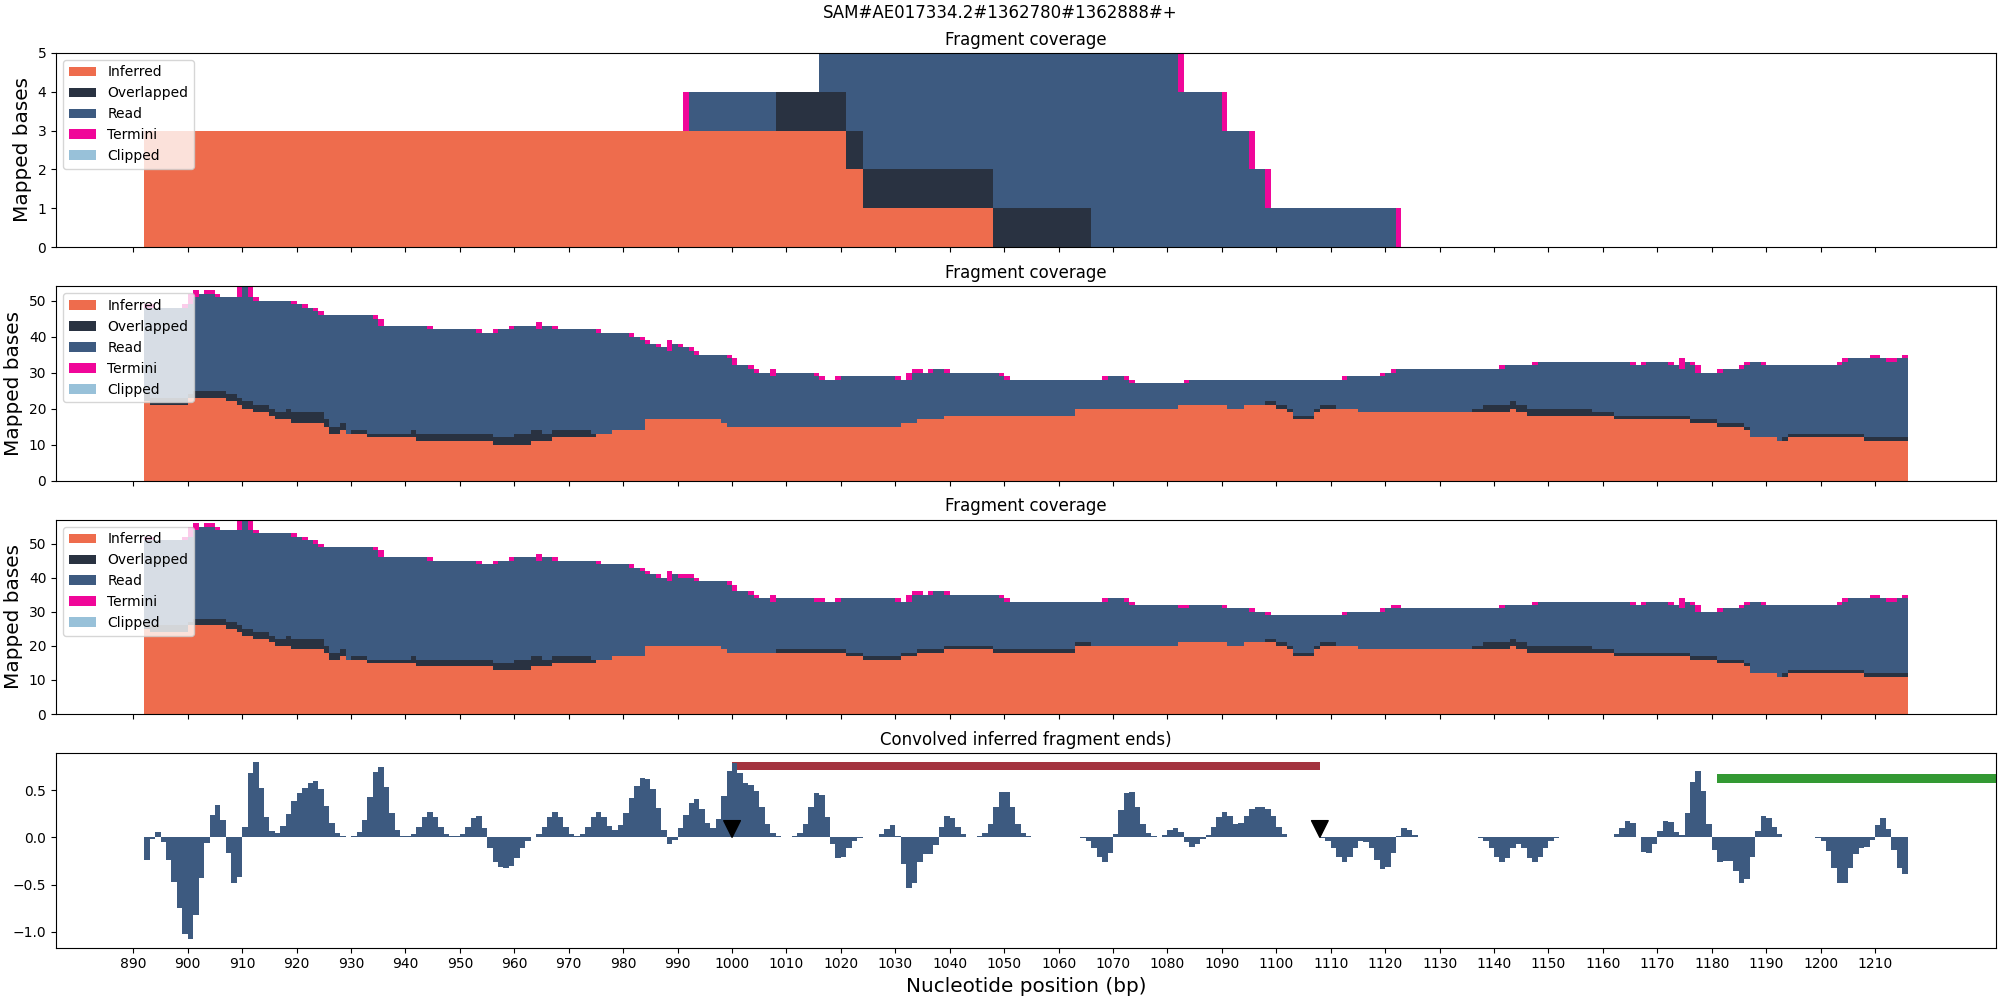 SAM#AE017334.2#1362780#1362888#+
Fragment coverage
Mapped bases
5
4
3
2
1
0
Inferred
Overlapped
Read
Termini
Clipped
Fragment coverage
Mapped bases
50
40
30
20
10
0
Inferred
Overlapped
Read
Termini
Clipped
Fragment coverage
Mapped bases
50
40
30
20
10
0
Inferred
Overlapped
Read
Termini
Clipped
Convolved inferred fragment ends)
0.5
0.0
−0.5
−1.0
890 900 910 920 930 940 950 960 970 980 990 1000 1010 1020 1030 1040 1050 1060 1070 1080 1090 1100 1110 1120 1130 1140 1150 1160 1170 1180 1190 1200 1210
Nucleotide position (bp)